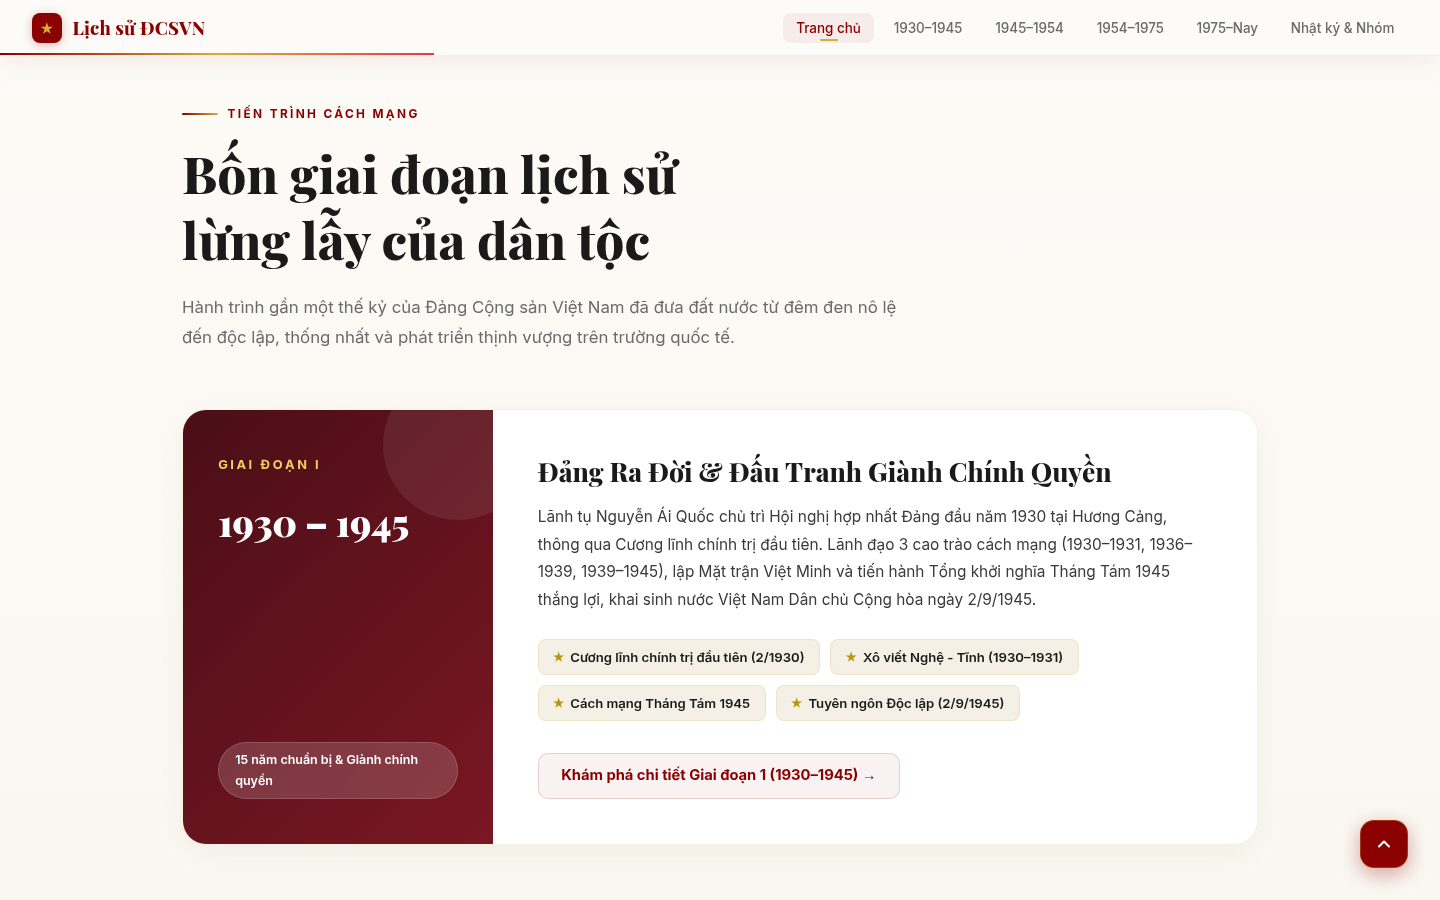 ★ Lịch sử ĐCSVN
Trang chủ
1930–1945
1945–1954
1954–1975
1975–Nay
Nhật ký & Nhóm
TIẾN TRÌNH CÁCH MẠNG
Bốn giai đoạn lịch sử
lừng lẫy của dân tộc
Hành trình gần một thế kỷ của Đảng Cộng sản Việt Nam đã đưa đất nước từ đêm đen nô lệ
đến độc lập, thống nhất và phát triển thịnh vượng trên trường quốc tế.
GIAI ĐOẠN I
1930 – 1945
15 năm chuẩn bị & Giành chính
quyền
Đảng Ra Đời & Đấu Tranh Giành Chính Quyền
Lãnh tụ Nguyễn Ái Quốc chủ trì Hội nghị hợp nhất Đảng đầu năm 1930 tại Hương Cảng,
thông qua Cương lĩnh chính trị đầu tiên. Lãnh đạo 3 cao trào cách mạng (1930–1931, 1936–
1939, 1939–1945), lập Mặt trận Việt Minh và tiến hành Tổng khởi nghĩa Tháng Tám 1945
thắng lợi, khai sinh nước Việt Nam Dân chủ Cộng hòa ngày 2/9/1945.
★ Cương lĩnh chính trị đầu tiên (2/1930)
★ Xô viết Nghệ - Tĩnh (1930–1931)
★ Cách mạng Tháng Tám 1945
★ Tuyên ngôn Độc lập (2/9/1945)
Khám phá chi tiết Giai đoạn 1 (1930–1945) →